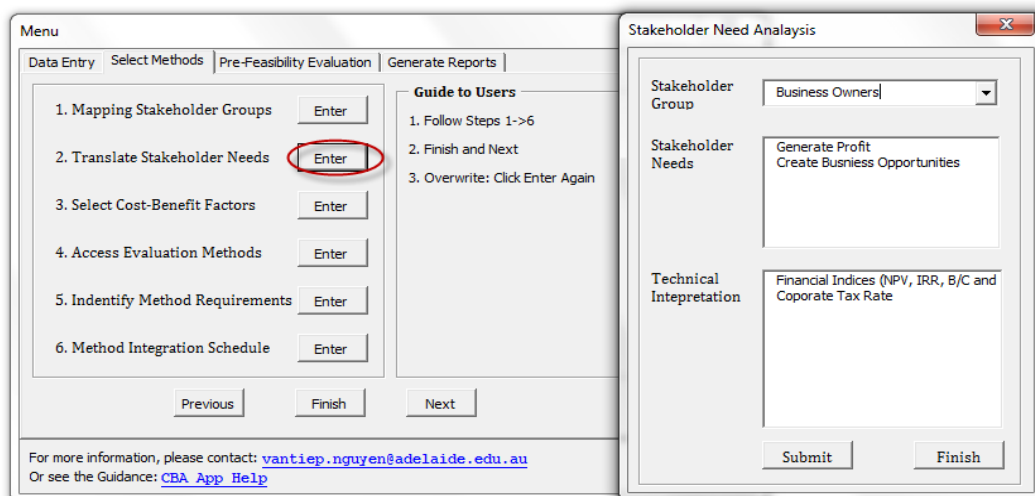 Menu
Data Entry Select Methods Pre-Feasibility Evaluation Generate Reports
1. Mapping Stakeholder Groups Enter
2. Translate Stakeholder Needs Enter
3. Select Cost-Benefit Factors Enter
4. Access Evaluation Methods Enter
5. Indentify Method Requirements Enter
6. Method Integration Schedule Enter
Guide to Users
1. Follow Steps 1->6
2. Finish and Next
3. Overwrite: Click Enter Again
Previous Finish Next
For more information, please contact: vantiep.nguyen@adelaide.edu.au
Or see the Guidance: CBA App Help
Stakeholder Need Analaysis
Stakeholder
Group
Business Owners
Stakeholder
Needs
Generate Profit
Create Busniess Opportunities
Technical
Intepretation
Financial Indices (NPV, IRR, B/C and
Coporate Tax Rate
Submit Finish